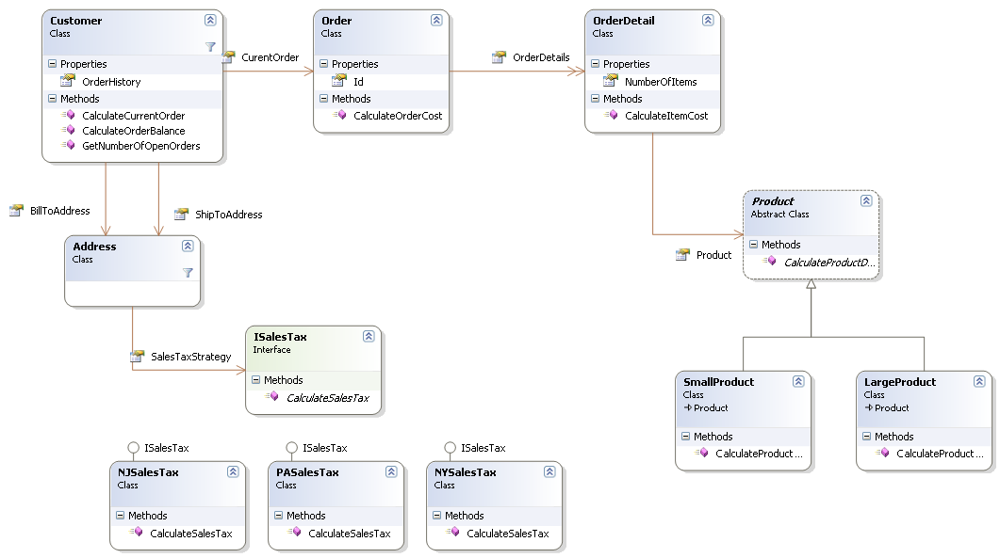 Customer
Class
Properties
OrderHistory
Methods
CalculateCurrentOrder
CalculateOrderBalance
GetNumberOfOpenOrders
CurentOrder
Order
Class
Properties
Id
Methods
CalculateOrderCost
OrderDetails
OrderDetail
Class
Properties
NumberOfItems
Methods
CalculateItemCost
BillToAddress
ShipToAddress
Address
Class
Product
Product
Abstract Class
Methods
CalculateProductD...
SalesTaxStrategy
ISalesTax
Interface
Methods
CalculateSalesTax
SmallProduct
Class
Product
Methods
CalculateProduct ...
LargeProduct
Class
Product
Methods
CalculateProduct ...
ISalesTax
NJSalesTax
Class
Methods
CalculateSalesTax
ISalesTax
PASalesTax
Class
Methods
CalculateSalesTax
ISalesTax
NYSalesTax
Class
Methods
CalculateSalesTax